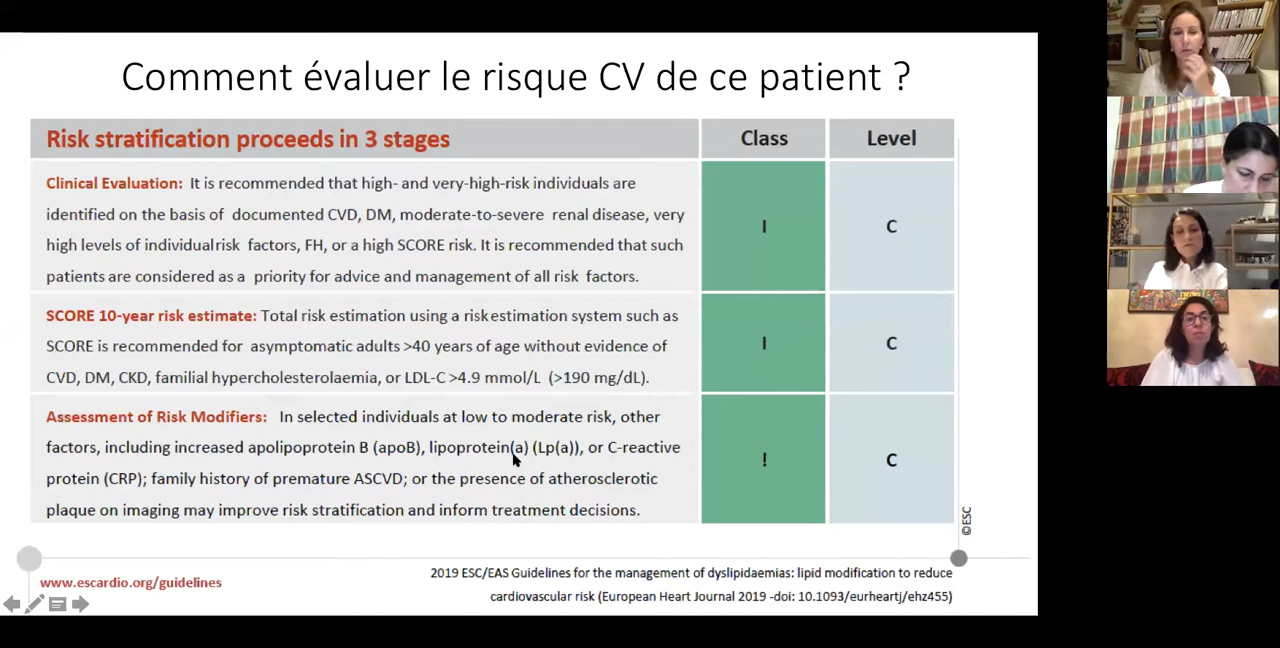 Comment évaluer le risque CV de ce patient ?
Risk stratification proceeds in 3 stages
Class
Level
Clinical Evaluation: It is recommended that high- and very-high-risk individuals are
identified on the basis of documented CVD, DM, moderate-to-severe renal disease, very
high levels of individual risk factors, FH, or a high SCORE risk. It is recommended that such
patients are considered as a priority for advice and management of all risk factors.
I
C
SCORE 10-year risk estimate: Total risk estimation using a risk estimation system such as
SCORE is recommended for asymptomatic adults >40 years of age without evidence of
CVD, DM, CKD, familial hypercholesterolaemia, or LDL-C >4.9 mmol/L (>190 mg/dL).
I
C
Assessment of Risk Modifiers: In selected individuals at low to moderate risk, other
factors, including increased apolipoprotein B (apoB), lipoprotein(a) (Lp(a)), or C-reactive
protein (CRP); family history of premature ASCVD; or the presence of atherosclerotic
plaque on imaging may improve risk stratification and inform treatment decisions.
!
C
©ESC
www.escardio.org/guidelines
2019 ESC/EAS Guidelines for the management of dyslipidaemias: lipid modification to reduce
cardiovascular risk (European Heart Journal 2019 -doi: 10.1093/eurheartj/ehz455)